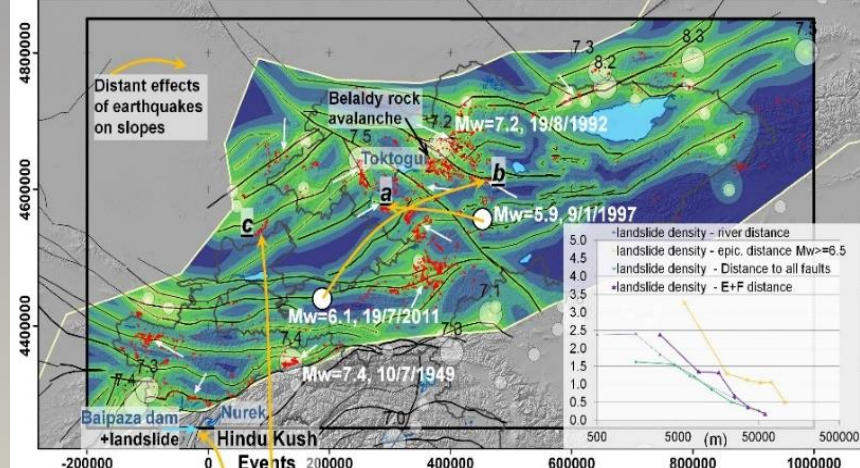 4800000
4600000
4400000
7.3
8.3
7.5
8.2
Distant effects
of earthquakes
on slopes
Belaldy rock
avalanche
7.2
Mw=7.2, 19/8/1992
7.5
Toktogul
a
b
c
Mw=5.9, 9/1/1997
Mw=6.1, 19/7/2011
7.1
7.3
7.4
Mw=7.4, 10/7/1949
7.3
7.4
7.0
Baipaza dam
+landslide
Nurek
Hindu Kush
Events
landslide density - river distance
landslide density - epic. distance Mw>=6.5
landslide density - Distance to all faults
landslide density - E+F distance
5.0
4.5
4.0
3.5
3.0
2.5
2.0
1.5
1.0
0.5
0.0
500
5000
(m)
50000
500000
-200000
0
200000
400000
600000
800000
1000000